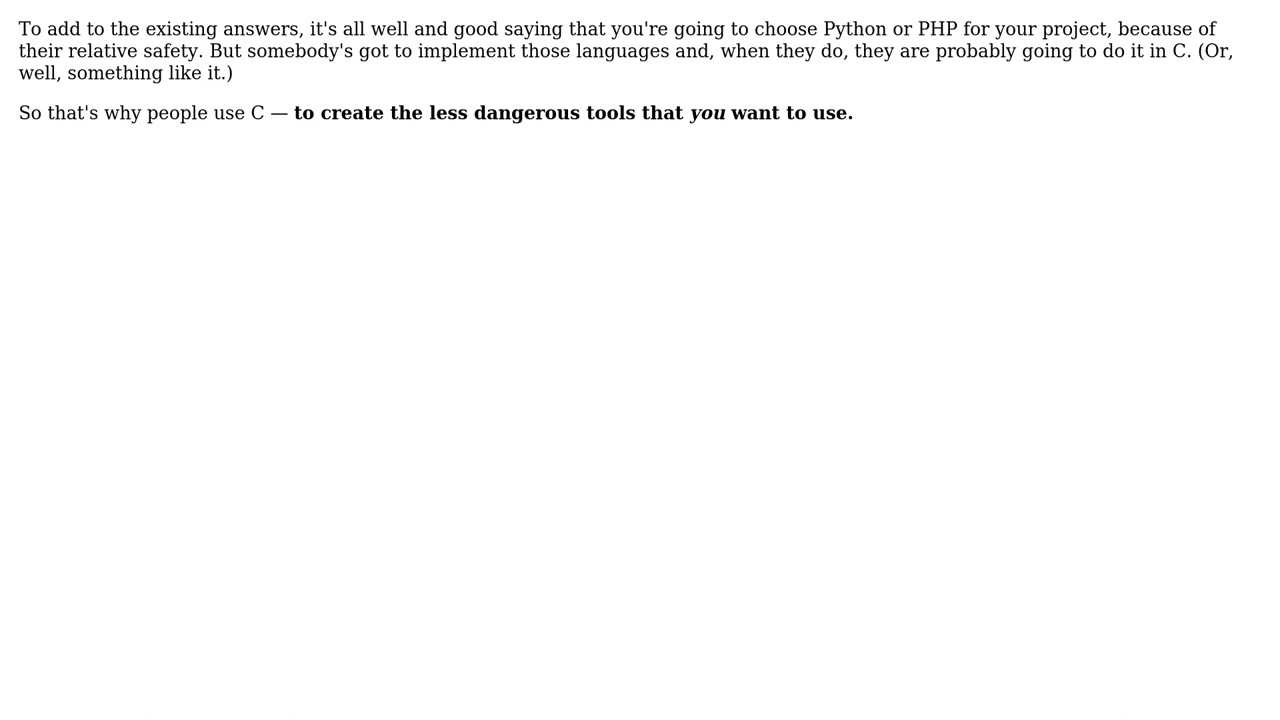 To add to the existing answers, it's all well and good saying that you're going to choose Python or PHP for your project, because of
their relative safety. But somebody's got to implement those languages and, when they do, they are probably going to do it in C. (Or,
well, something like it.)
So that's why people use C — to create the less dangerous tools that you want to use.